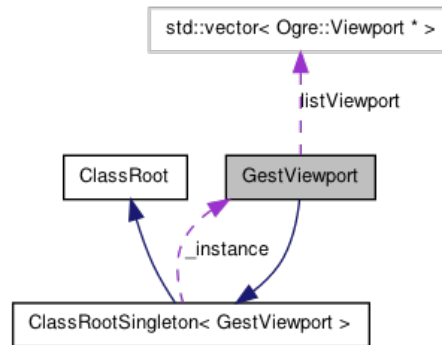 std::vector< Ogre::Viewport * >
listViewport
ClassRoot
GestViewport
_instance
ClassRootSingleton< GestViewport >